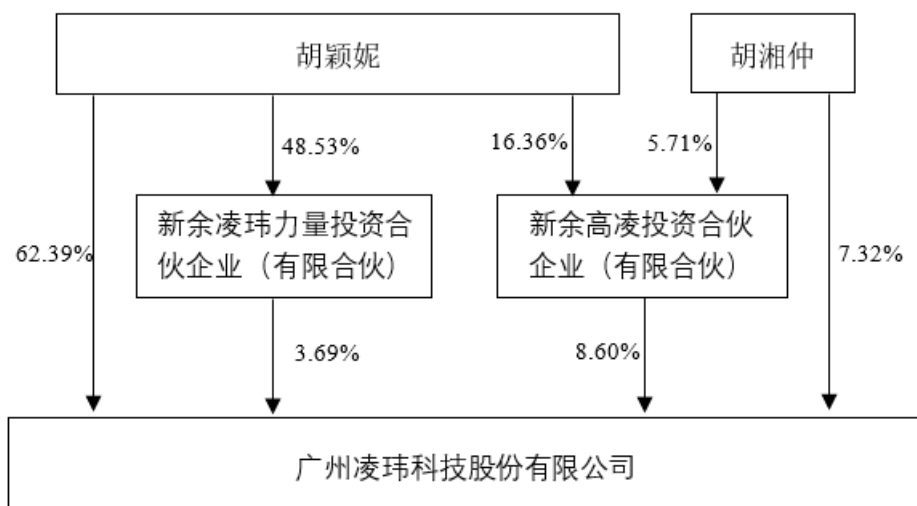 胡颖妮
胡湘仲
48.53%
16.36%
5.71%
新余凌玮力量投资合
伙企业（有限合伙）
新余高凌投资合伙
企业（有限合伙）
62.39%
7.32%
3.69%
8.60%
广州凌玮科技股份有限公司